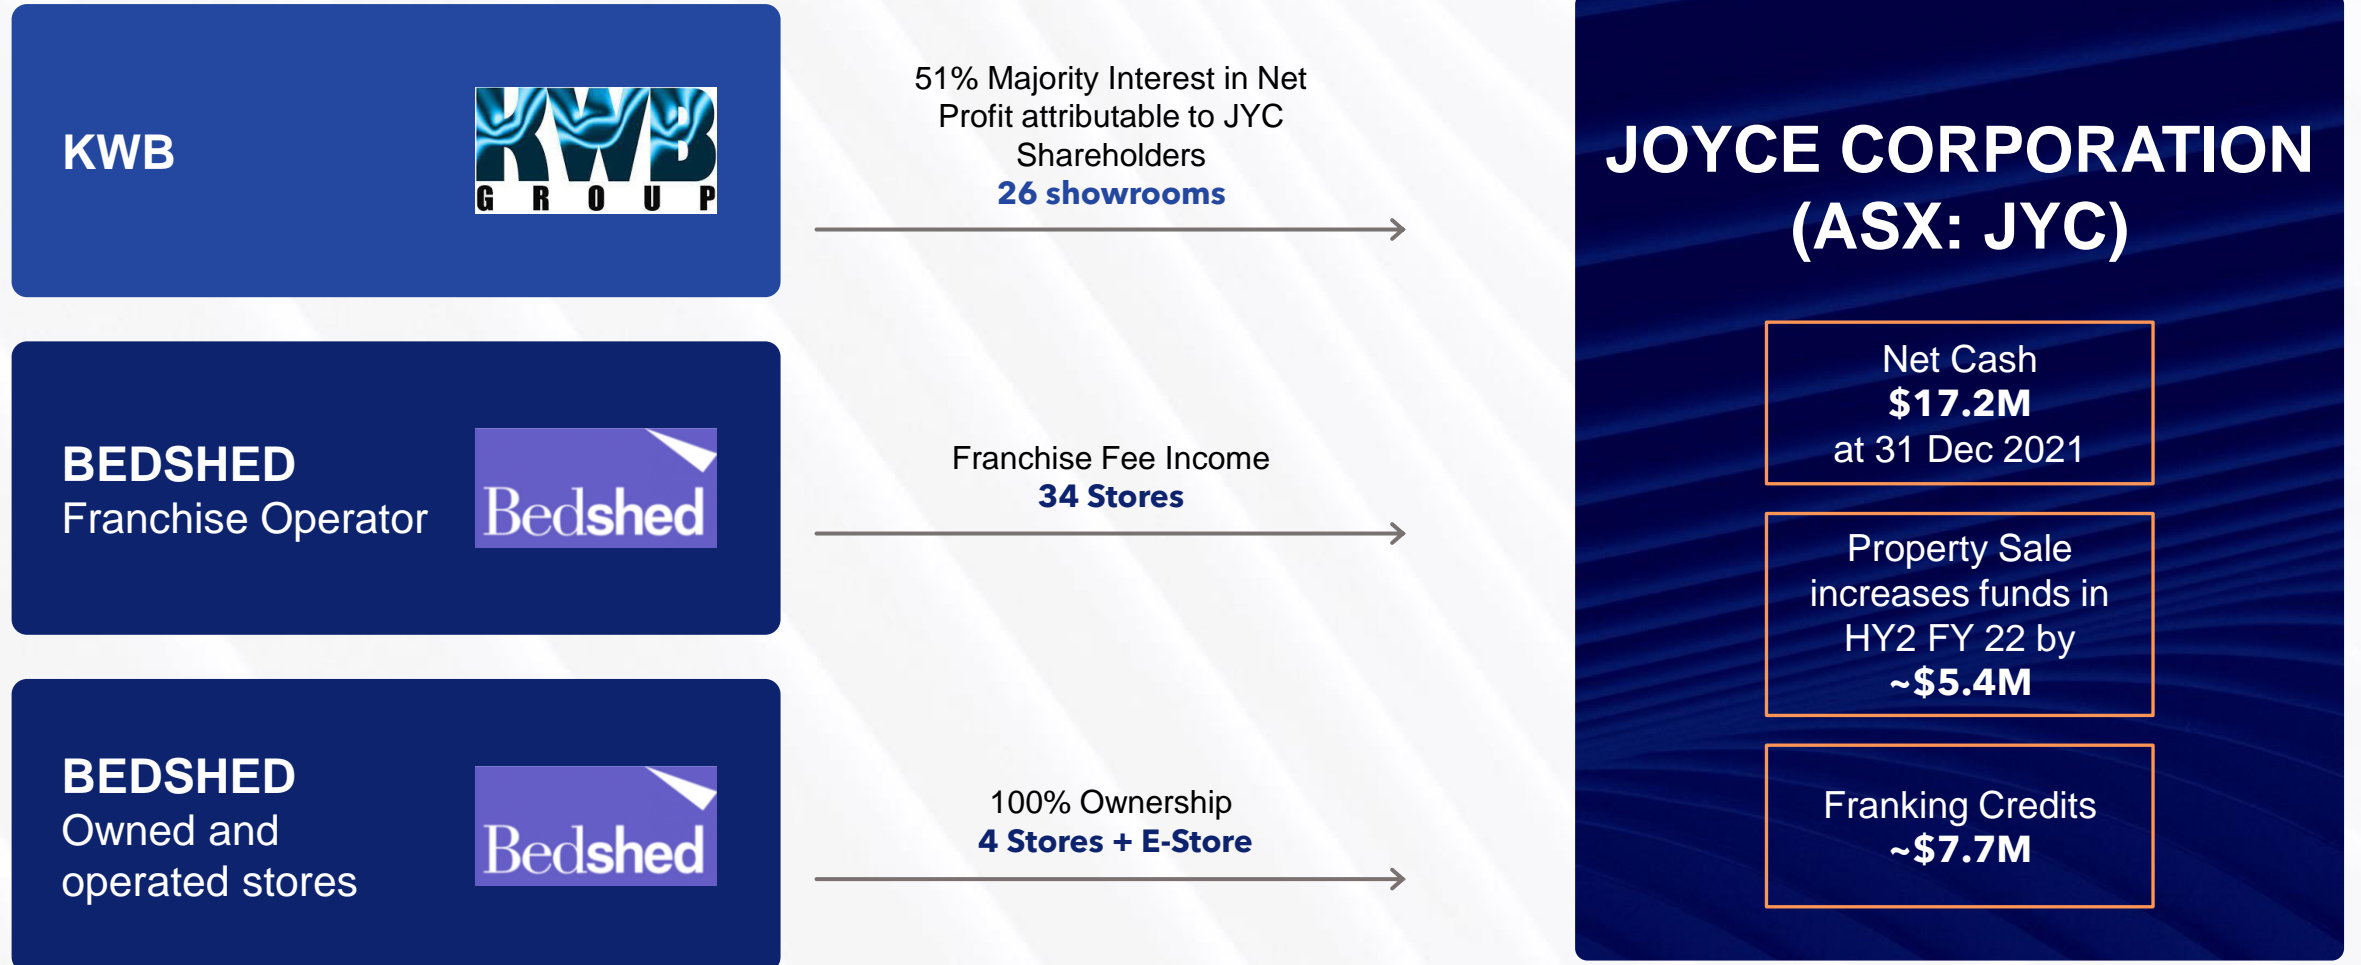 KWB
KWB
GROUP
51% Majority Interest in Net
Profit attributable to JYC
Shareholders
26 showrooms
BEDSHED
Franchise Operator
Bedshed
Franchise Fee Income
34 Stores
BEDSHED
Owned and
operated stores
Bedshed
100% Ownership
4 Stores + E-Store
JOYCE CORPORATION
(ASX: JYC)
Net Cash
$17.2M
at 31 Dec 2021
Property Sale
increases funds in
HY2 FY 22 by
~$5.4M
Franking Credits
~$7.7M